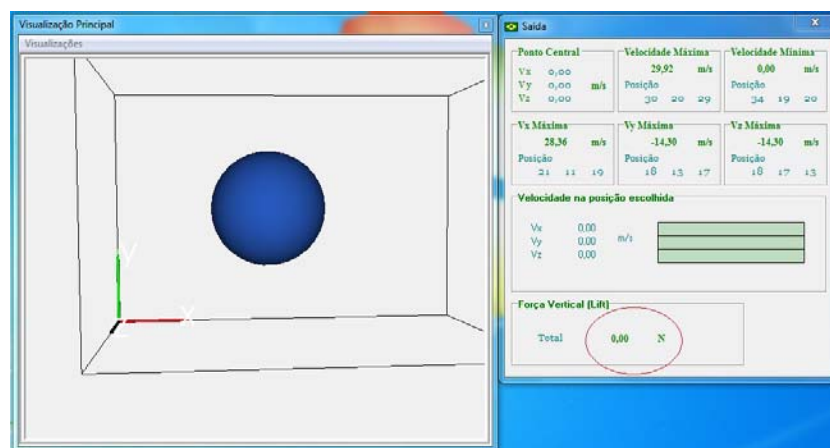 Visualização Principal
Visualizações
Y
X
Saída
Ponto Central
Vx 0,00
Vy 0,00 m/s
Vz 0,00
Velocidade Máxima
29,92 m/s
Posição
30 20 29
Velocidade Mínima
0,00 m/s
Posição
34 19 20
Vx Máxima
28,36 m/s
Posição
21 11 19
Vy Máxima
-14,30 m/s
Posição
18 13 17
Vz Máxima
-14,30 m/s
Posição
18 17 13
Velocidade na posição escolhida
Vx 0,00
Vy 0,00 m/s
Vz 0,00
Força Vertical (Lift)
Total 0,00 N